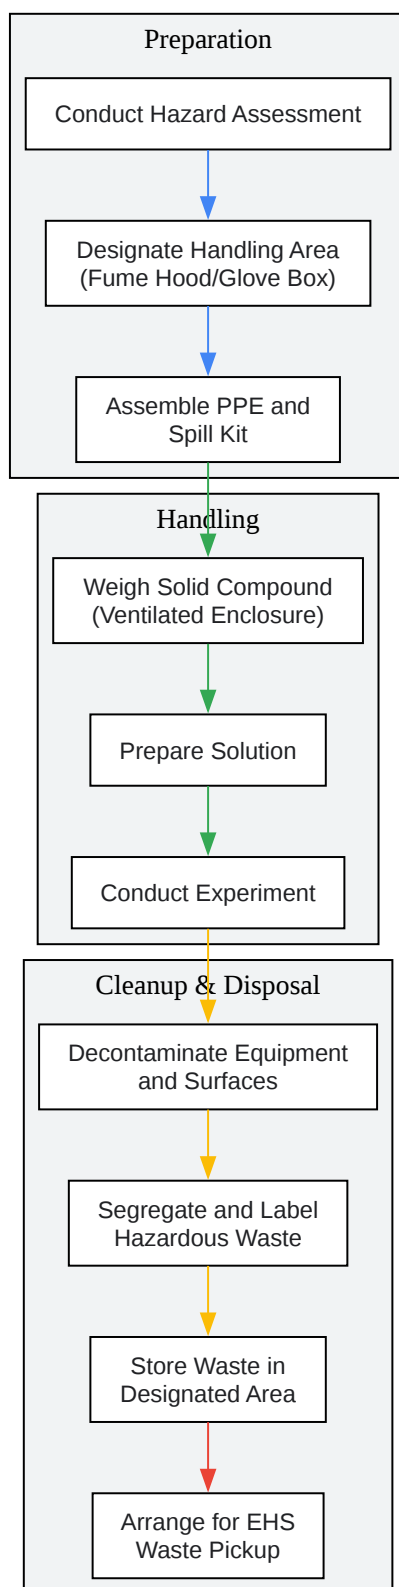 Preparation
Conduct Hazard Assessment
Designate Handling Area
(Fume Hood/Glove Box)
Assemble PPE and
Spill Kit
Handling
Weigh Solid Compound
(Ventilated Enclosure)
Prepare Solution
Conduct Experiment
Cleanup & Disposal
Decontaminate Equipment
and Surfaces
Segregate and Label
Hazardous Waste
Store Waste in
Designated Area
Arrange for EHS
Waste Pickup